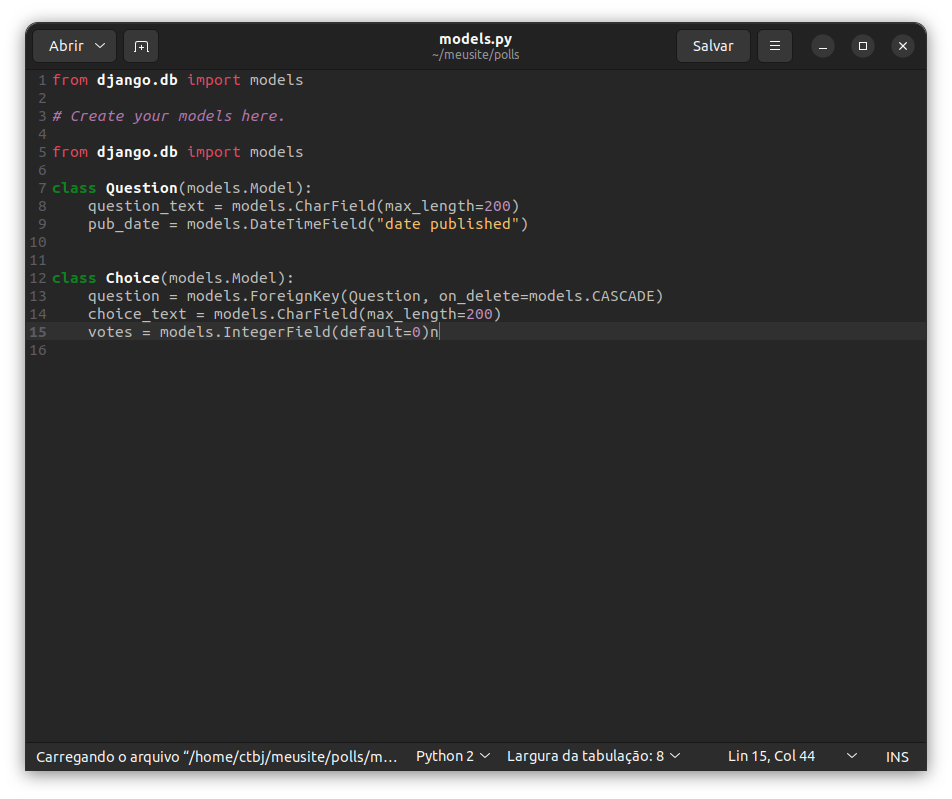 Abrir
models.py
~/meusite/polls
Salvar
1 from django.db import models
2
3 # Create your models here.
4
5 from django.db import models
6
7 class Question(models.Model):
8     question_text = models.CharField(max_length=200)
9     pub_date = models.DateTimeField("date published")
10
11
12 class Choice(models.Model):
13     question = models.ForeignKey(Question, on_delete=models.CASCADE)
14     choice_text = models.CharField(max_length=200)
15     votes = models.IntegerField(default=0)n
16
Carregando o arquivo “/home/ctbj/meusite/polls/m… Python 2 Largura da tabulação: 8 Lin 15, Col 44 INS